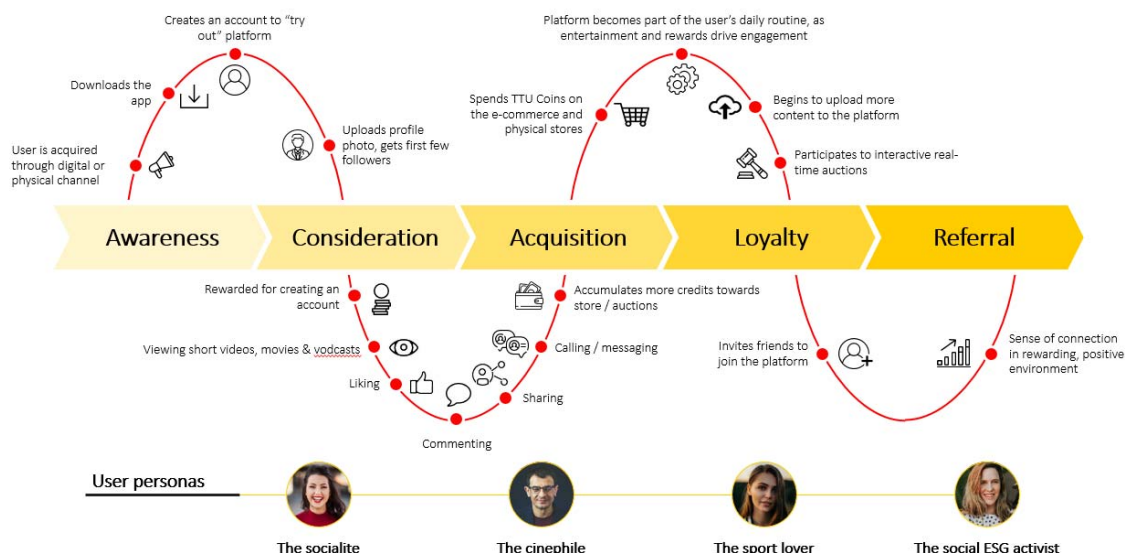 Creates an account to “try
out” platform
Platform becomes part of the user’s daily routine, as
entertainment and rewards drive engagement
Downloads the
app
Spends TTU Coins on
the e-commerce and
physical stores
Begins to upload more
content to the platform
User is acquired
through digital or
physical channel
Uploads profile
photo, gets first few
followers
Participates to interactive real-
time auctions
Awareness
Consideration
Acquisition
Loyalty
Referral
Rewarded for creating an
account
Accumulates more credits towards
store / auctions
Viewing short videos, movies & vodcasts
Calling / messaging
Invites friends to
join the platform
Sense of connection
in rewarding, positive
environment
Liking
Sharing
Commenting
User personas
The socialite
The cinephile
The sport lover
The social ESG activist